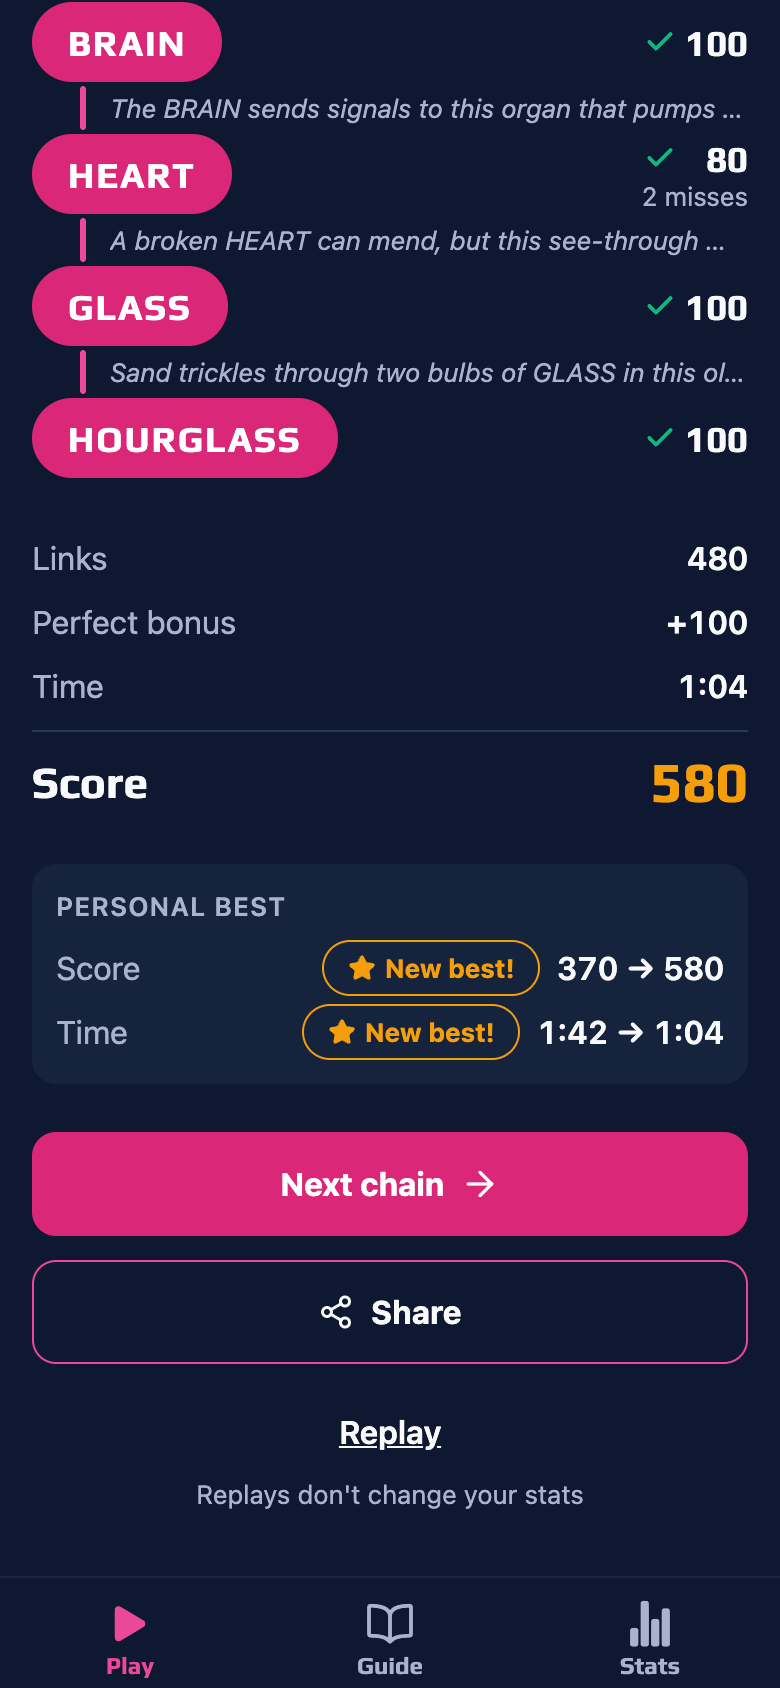 BRAIN
100
The BRAIN sends signals to this organ that pumps ...
HEART
80
2 misses
A broken HEART can mend, but this see-through ...
GLASS
100
Sand trickles through two bulbs of GLASS in this ol...
HOURGLASS
100
Links
480
Perfect bonus
+100
Time
1:04
Score
580
PERSONAL BEST
Score
New best!
370 → 580
Time
New best!
1:42 → 1:04
Next chain →
Share
Replay
Replays don't change your stats
Play
Guide
Stats